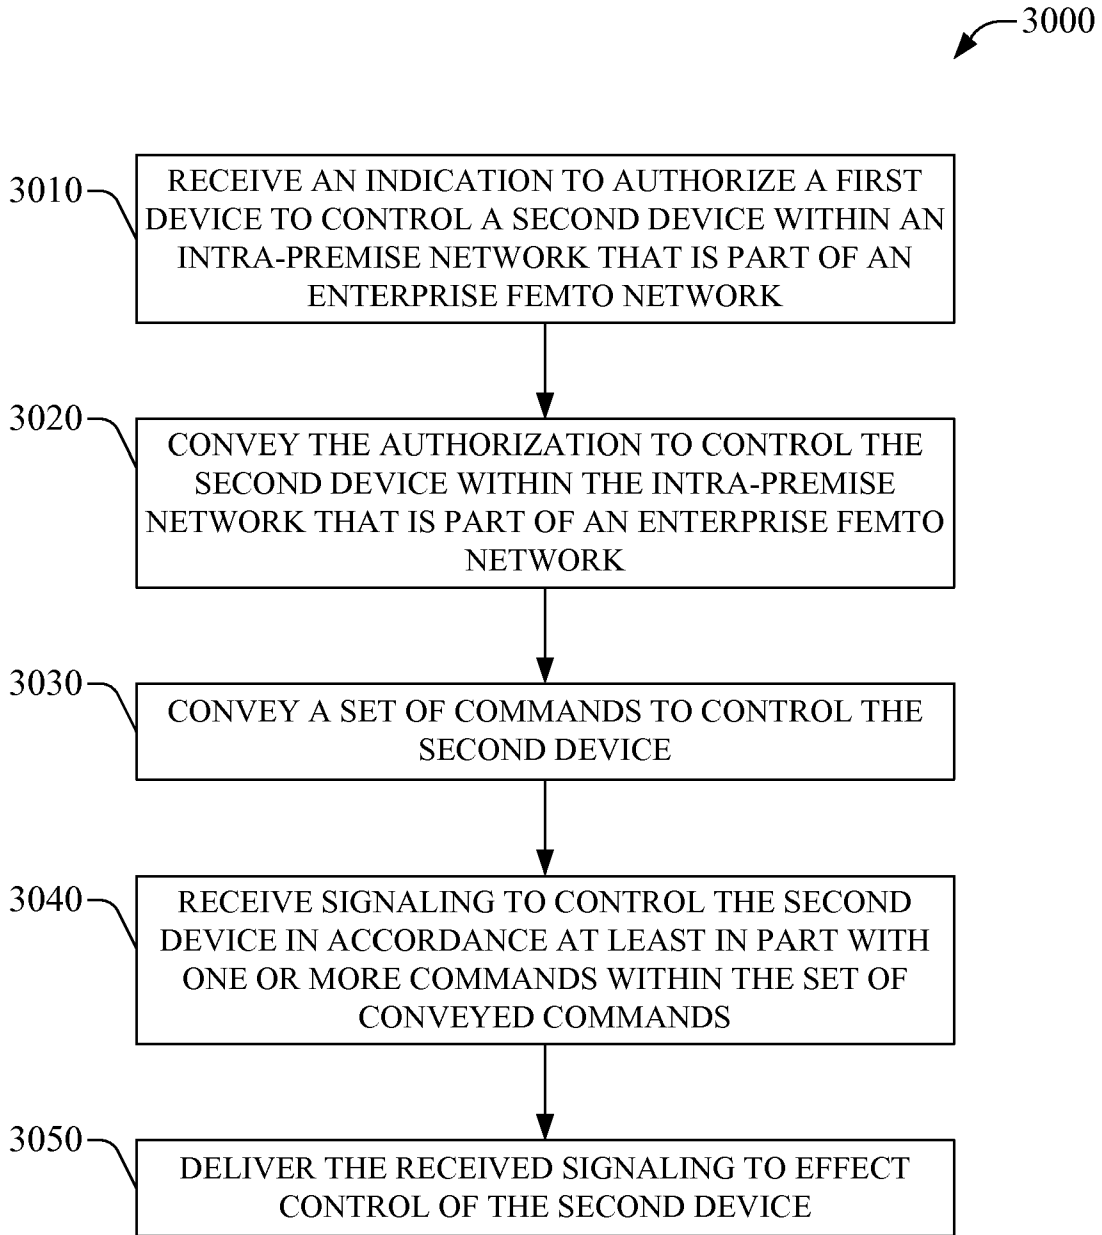 3000
3010
RECEIVE AN INDICATION TO AUTHORIZE A FIRST
DEVICE TO CONTROL A SECOND DEVICE WITHIN AN
INTRA-PREMISE NETWORK THAT IS PART OF AN
ENTERPRISE FEMTO NETWORK
3020
CONVEY THE AUTHORIZATION TO CONTROL THE
SECOND DEVICE WITHIN THE INTRA-PREMISE
NETWORK THAT IS PART OF AN ENTERPRISE FEMTO
NETWORK
3030
CONVEY A SET OF COMMANDS TO CONTROL THE
SECOND DEVICE
3040
RECEIVE SIGNALING TO CONTROL THE SECOND
DEVICE IN ACCORDANCE AT LEAST IN PART WITH
ONE OR MORE COMMANDS WITHIN THE SET OF
CONVEYED COMMANDS
3050
DELIVER THE RECEIVED SIGNALING TO EFFECT
CONTROL OF THE SECOND DEVICE